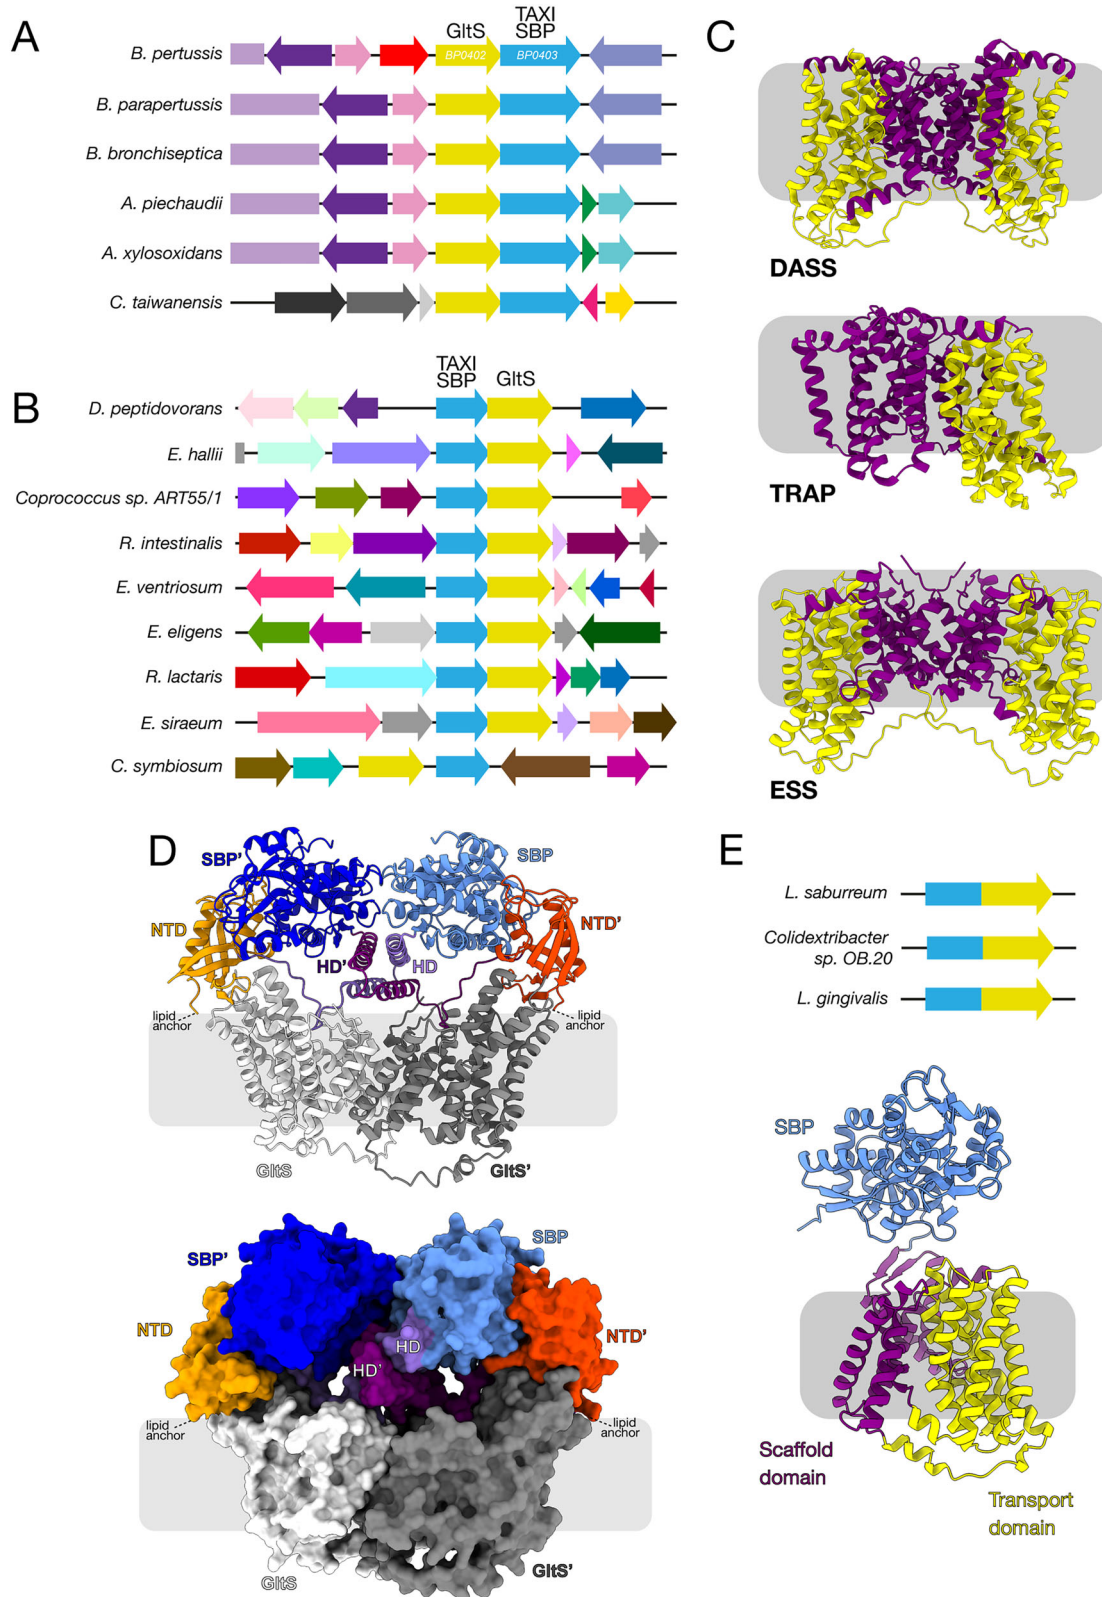 A
GltS
TAXI
SBP
B. pertussis
BP0402
BP0403
B. parapertussis
B. bronchiseptica
A. piechaudii
A. xylosoxidans
C. taiwanensis
B
TAXI
SBP
GltS
D. peptidovorans
E. hallii
Coprococcus sp. ART55/1
R. intestinalis
E. ventriosum
E. eligens
R. lactaris
E. siraeum
C. symbiosum
C
DASS
TRAP
ESS
D
SBP'
SBP
NTD
NTD'
HD'
HD
lipid
anchor
lipid
anchor
GltS
GltS'
SBP'
SBP
NTD
NTD'
HD
HD'
lipid
anchor
lipid
anchor
GltS
GltS'
E
L. saburreum
Colidextribacter
sp. OB.20
L. gingivalis
SBP
Scaffold
domain
Transport
domain